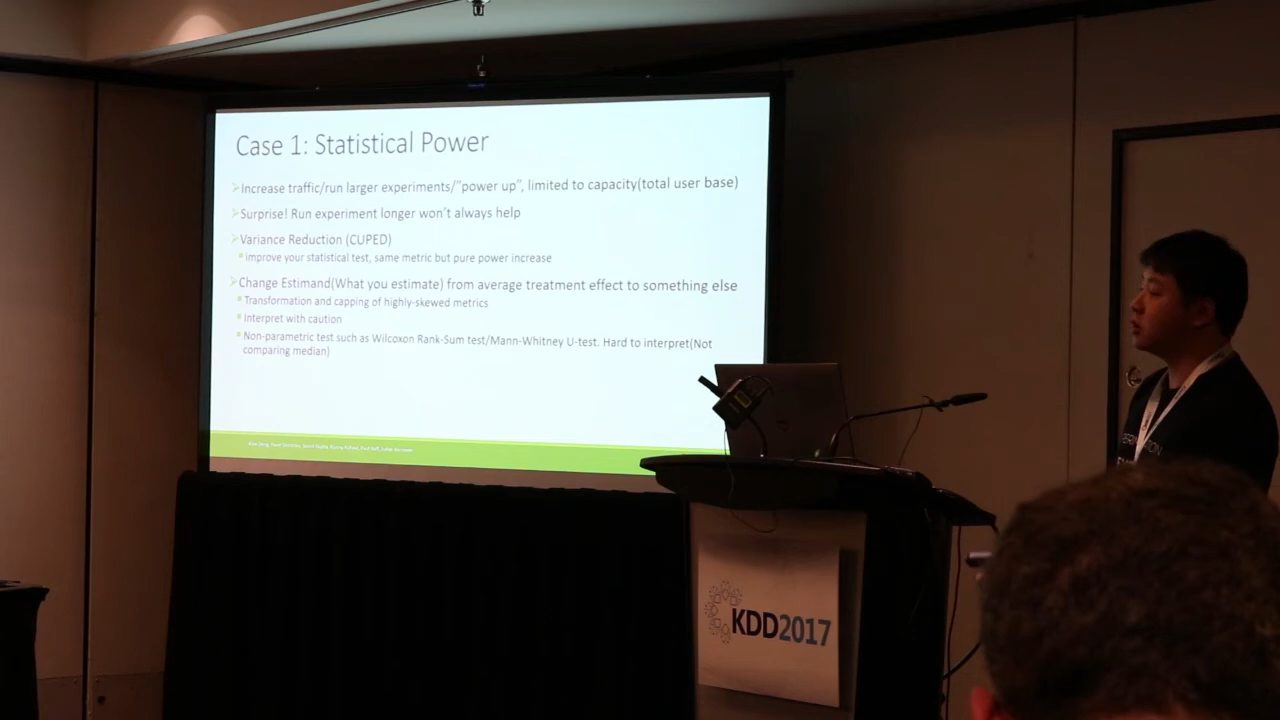 Case 1: Statistical Power
Increase traffic/run larger experiments/"power up", limited to capacity(total user base)
Surprise! Run experiment longer won't always help
Variance Reduction (CUPED)
improve your statistical test, same metric but pure power increase
Change Estimand(What you estimate) from average treatment effect to something else
Transformation and capping of highly-skewed metrics
Interpret with caution
Non-parametric test such as Wilcoxon Rank-Sum test/Mann-Whitney U-test. Hard to interpret(Not
comparing median)
KDD2017